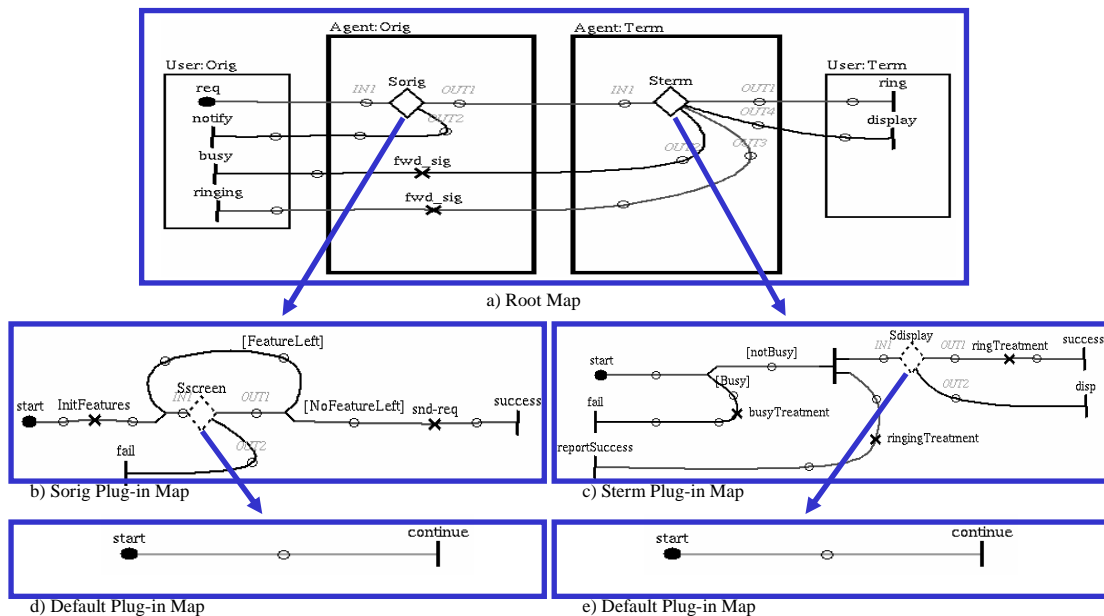 Agent:Orig
Agent:Term
User:Orig
req
notify
busy
ringing
Sorig
IN1
OUT1
OUT2
fwd_sig
fwd_sig
Sterm
IN1
OUT1
OUT4
OUT3
User:Term
ring
display
a) Root Map
start
InitFeatures
[FeatureLeft]
Sscreen
IN1
OUT1
OUT2
[NoFeatureLeft]
snd-req
success
fail
b) Sorig Plug-in Map
start
[notBusy]
[Busy]
fail
busyTreatment
reportSuccess
ringingTreatment
Sdisplay
IN1
OUT1
OUT2
ringTreatment
success
disp
c) Sterm Plug-in Map
start
continue
d) Default Plug-in Map
start
continue
e) Default Plug-in Map